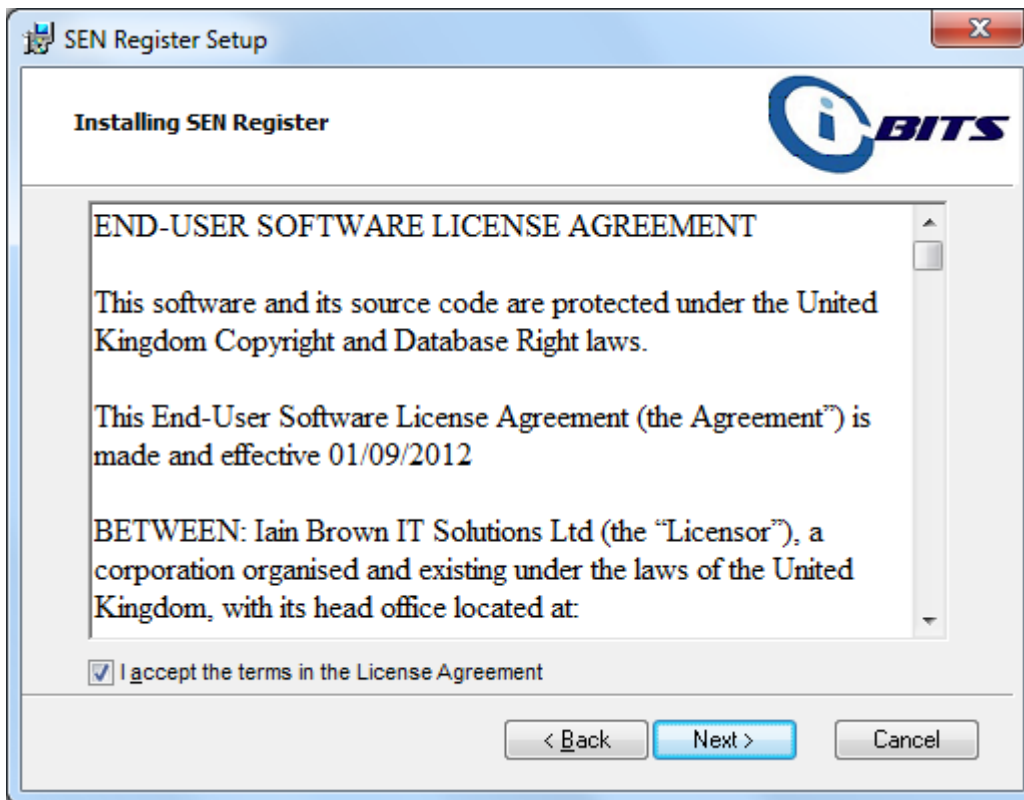 SEN Register Setup
Installing SEN Register
i BITS
END-USER SOFTWARE LICENSE AGREEMENT
This software and its source code are protected under the United
Kingdom Copyright and Database Right laws.
This End-User Software License Agreement (the Agreement”) is
made and effective 01/09/2012
BETWEEN: Iain Brown IT Solutions Ltd (the “Licensor”), a
corporation organised and existing under the laws of the United
Kingdom, with its head office located at:
I accept the terms in the License Agreement
< Back
Next >
Cancel